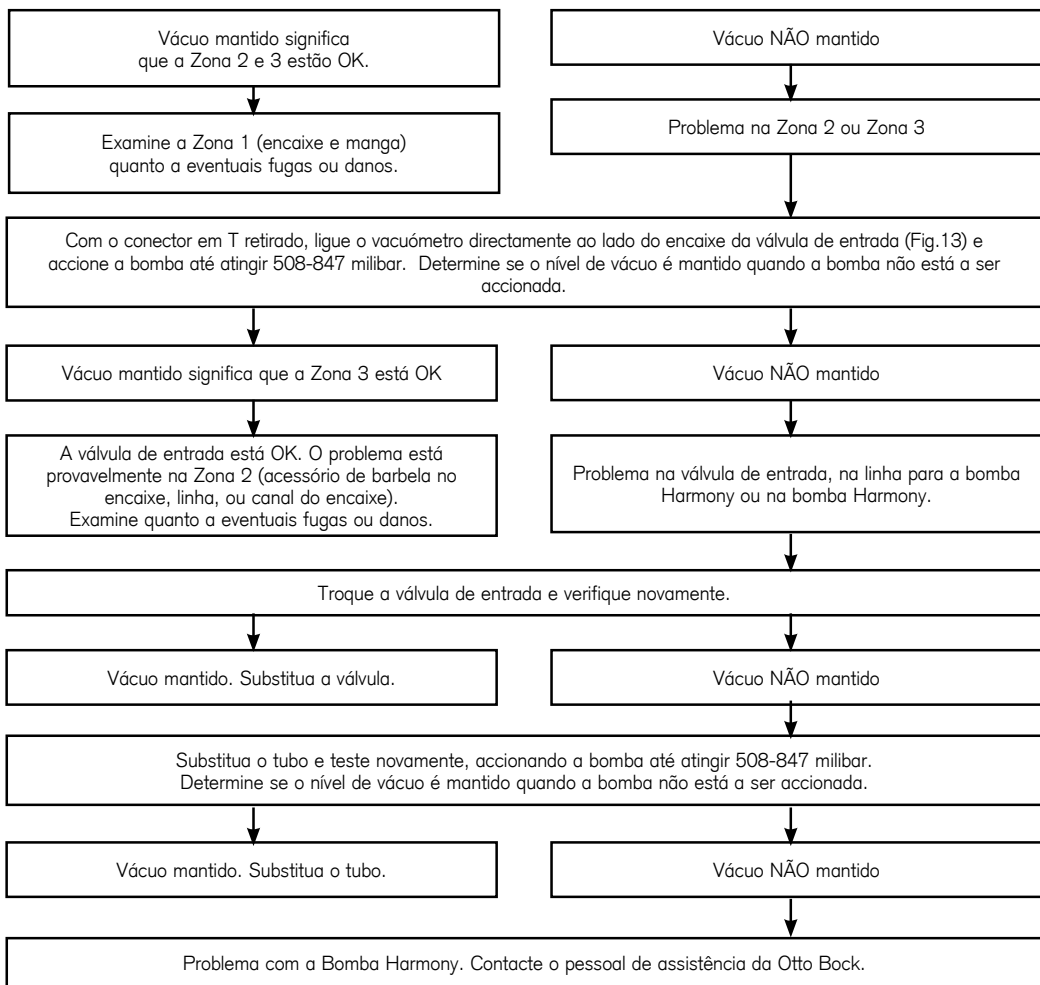 Vácuo mantido significa
que a Zona 2 e 3 estão OK.
Vácuo NÃO mantido
Examine a Zona 1 (encaixe e manga)
quanto a eventuais fugas ou danos.
Problema na Zona 2 ou Zona 3
Com o conector em T retirado, ligue o vacuómetro directamente ao lado do encaixe da válvula de entrada (Fig.13) e
accione a bomba até atingir 508-847 milibar. Determine se o nível de vácuo é mantido quando a bomba não está a ser
accionada.
Vácuo mantido significa que a Zona 3 está OK
Vácuo NÃO mantido
A válvula de entrada está OK. O problema está
provavelmente na Zona 2 (acessório de barbela no
encaixe, linha, ou canal do encaixe).
Examine quanto a eventuais fugas ou danos.
Problema na válvula de entrada, na linha para a bomba
Harmony ou na bomba Harmony.
Troque a válvula de entrada e verifique novamente.
Vácuo mantido. Substitua a válvula.
Vácuo NÃO mantido
Substitua o tubo e teste novamente, accionando a bomba até atingir 508-847 milibar.
Determine se o nível de vácuo é mantido quando a bomba não está a ser accionada.
Vácuo mantido. Substitua o tubo.
Vácuo NÃO mantido
Problema com a Bomba Harmony. Contacte o pessoal de assistência da Otto Bock.